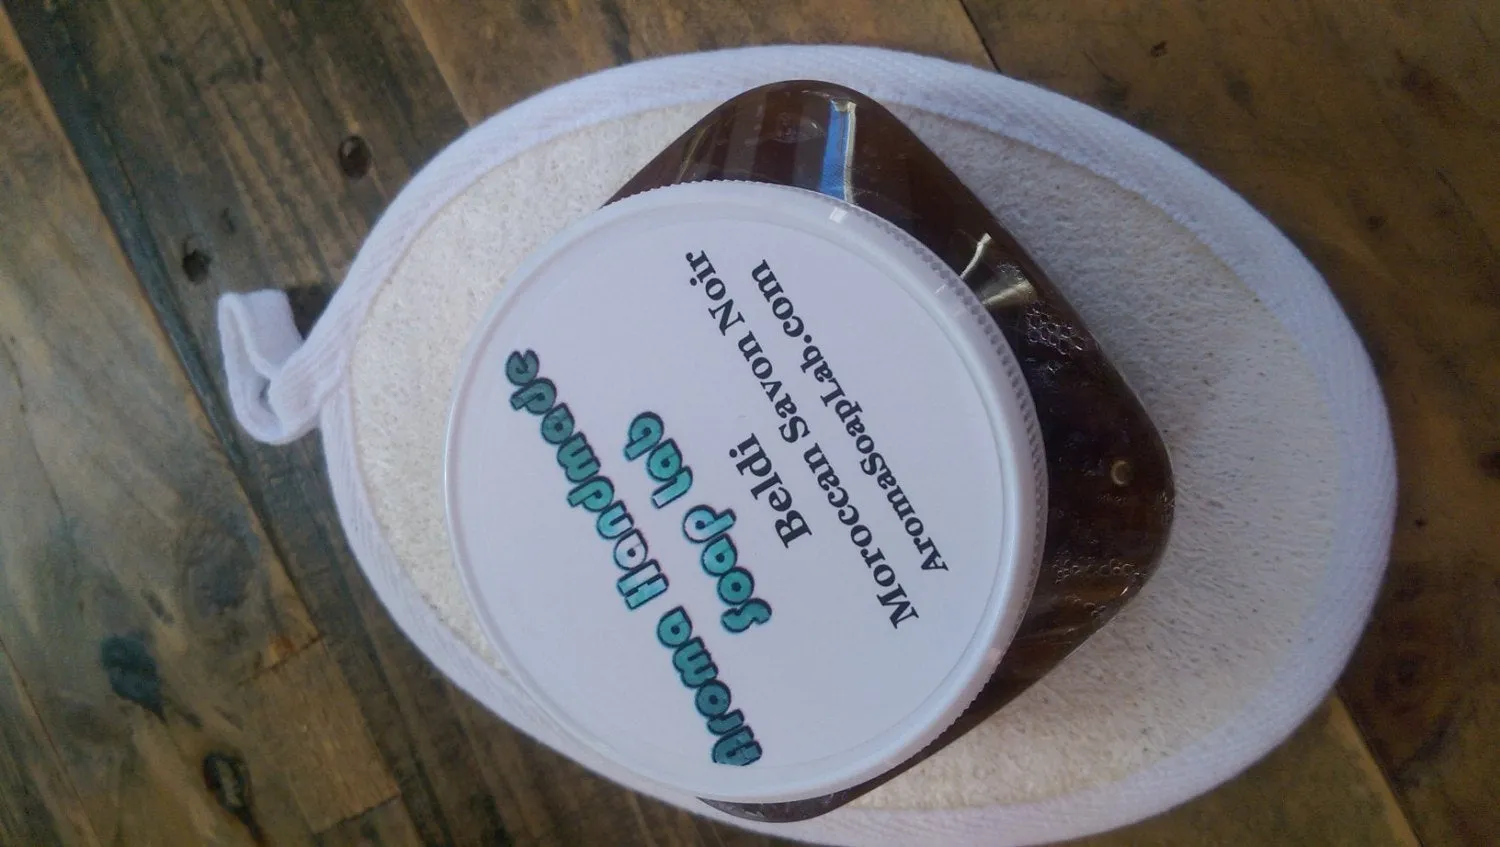 Aroma Handmade
Soap Lab
Beldi
Moroccan Savon Noir
AromaSoapLab.com